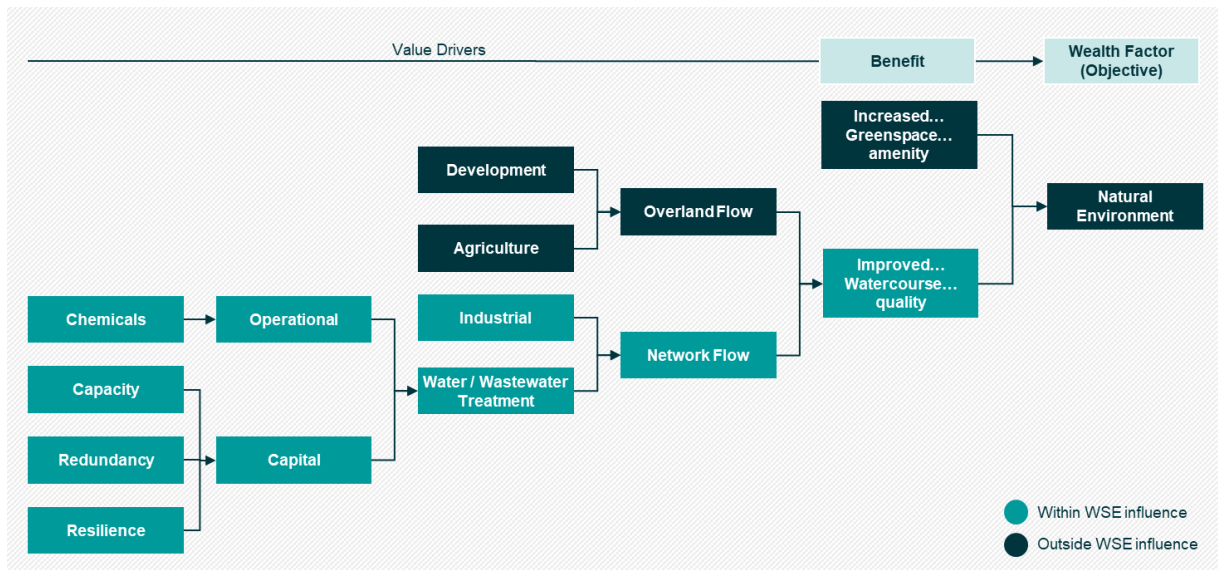 Value Drivers
Benefit
Wealth Factor
(Objective)
Increased…
Greenspace…
amenity
Development
Natural
Environment
Overland Flow
Agriculture
Improved…
Watercourse…
quality
Chemicals
Operational
Industrial
Network Flow
Capacity
Water / Wastewater
Treatment
Redundancy
Capital
Resilience
Within WSE influence
Outside WSE influence